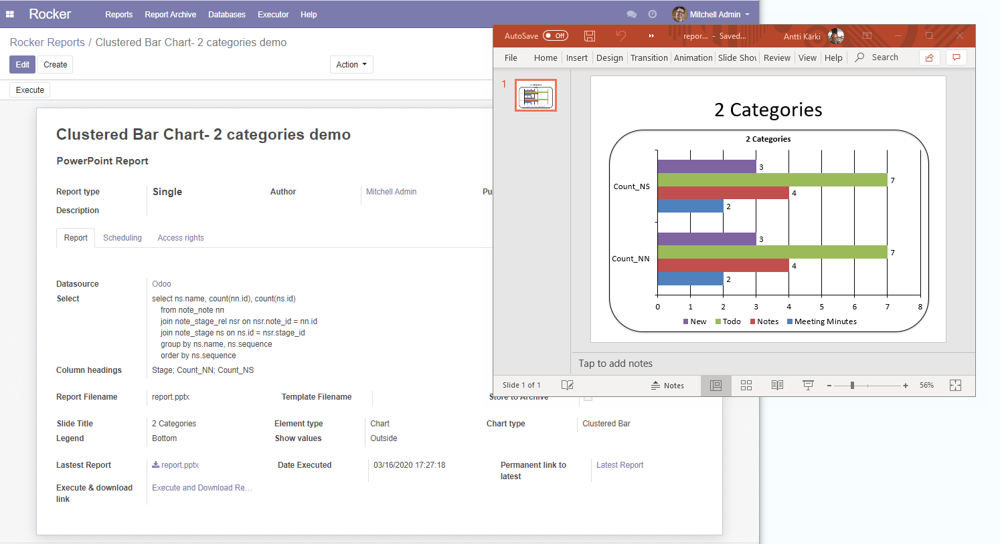 Rocker Reports Report Archive Databases Executor Help Mitchell Admin
Rocker Reports / Clustered Bar Chart- 2 categories demo
Edit Create Action
Execute
Clustered Bar Chart- 2 categories demo
PowerPoint Report
Report type Single Author Mitchell Admin Pu
Description
Report Scheduling Access rights
Datasource Odoo
Select select ns.name, count(nn.id), count(ns.id)
from note_note nn
join note_stage_rel nsr on nsr.note_id = nn.id
join note_stage ns on ns.id = nsr.stage_id
group by ns.name, ns.sequence
order by ns.sequence
Column headings Stage; Count_NN; Count_NS
Report Filename report.pptx Template Filename Store to Archive
Slide Title 2 Categories Element type Chart Chart type Clustered Bar
Legend Bottom Show values Outside
Lastest Report report.pptx Date Executed 03/16/2020 17:27:18 Permanent link to Latest Report
latest
Execute & download Execute and Download Re...
link
AutoSave Off repor... - Saved... Antti Kärki
File Home Insert Design Transition Animation Slide Shov Review View Help Search
1
2 Categories
2 Categories
3
Count_NS 7
4
2
3
Count_NN 7
4
2
0 1 2 3 4 5 6 7 8
New Todo Notes Meeting Minutes
Tap to add notes
Slide 1 of 1 Notes 56%